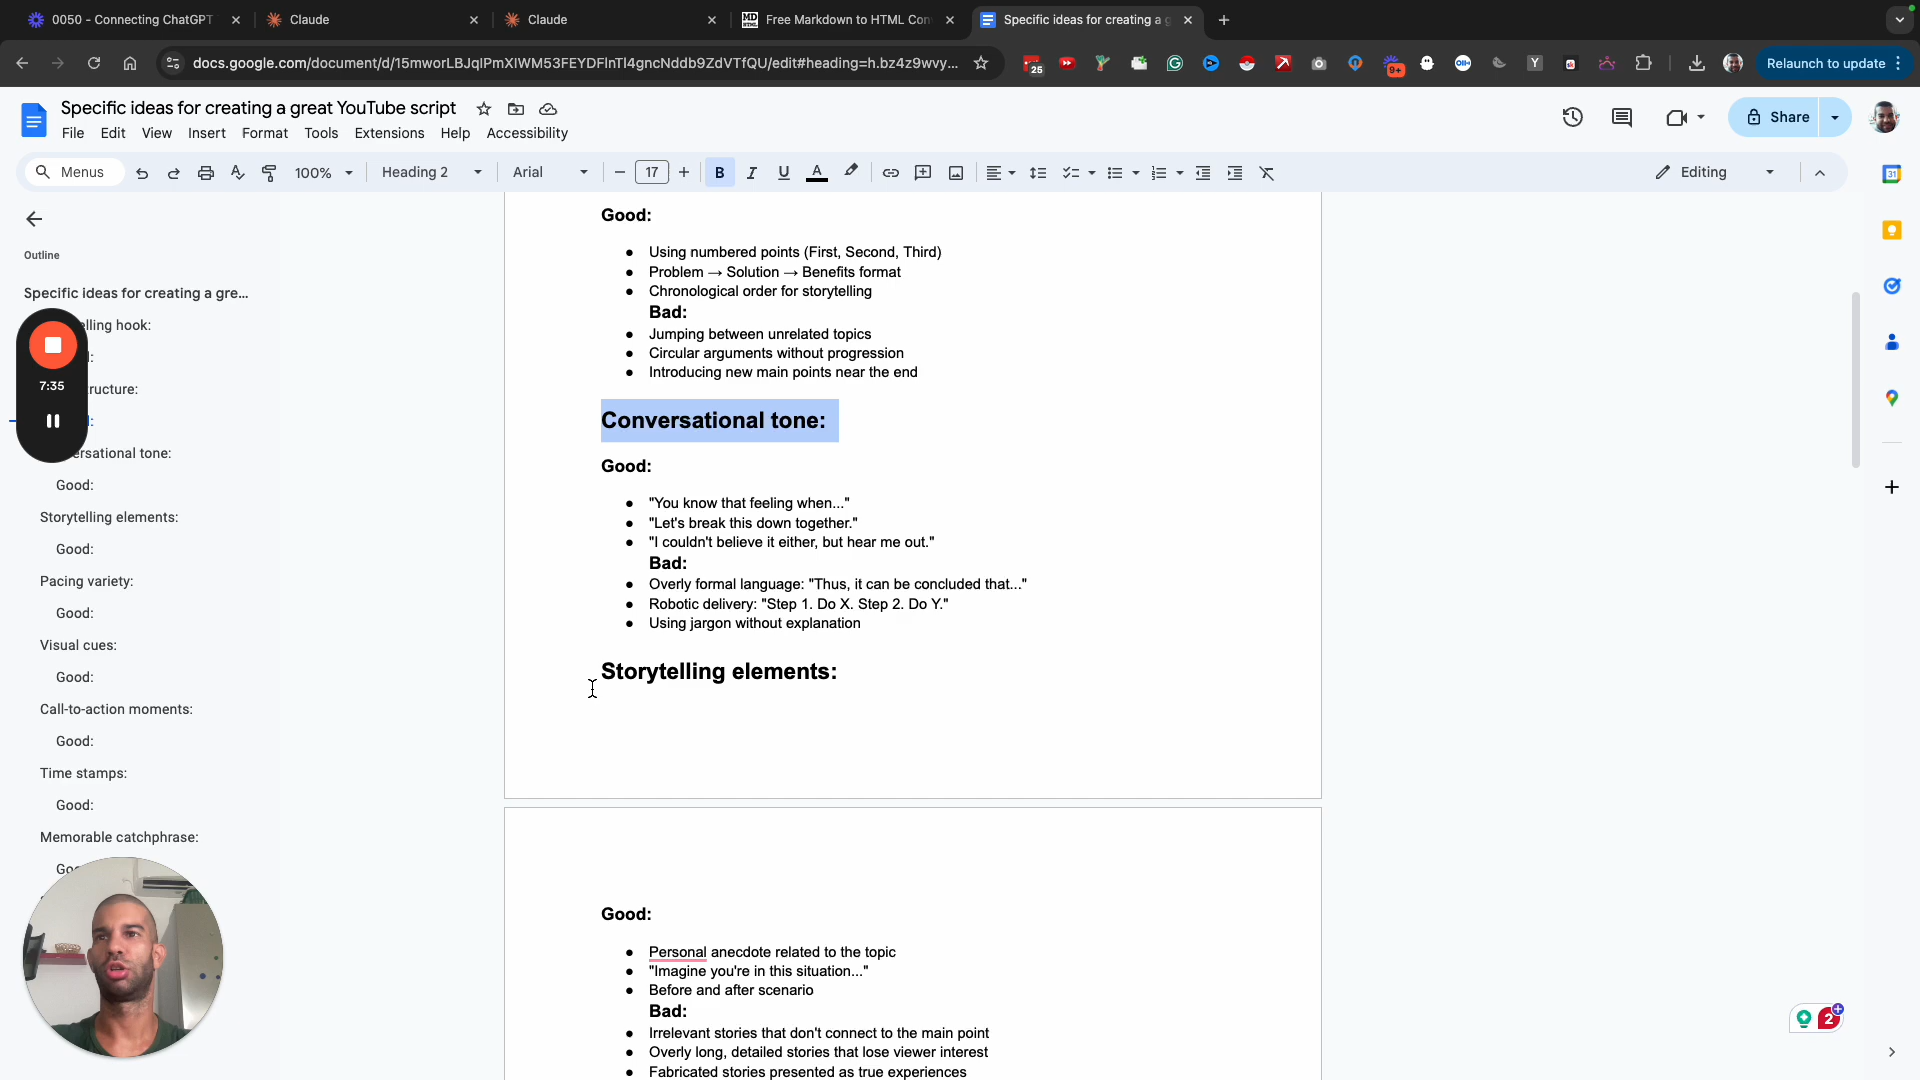 0050 - Connecting ChatGPT
Claude
Claude
Free Markdown to HTML Con
Specific ideas for creating a g
docs.google.com/document/d/15mworLBJqlPmXIWM53FEYDFlnTl4gncNddb9ZdVTfQU/edit#heading=h.bz4z9wvy...
25
9+
Relaunch to update
Specific ideas for creating a great YouTube script
File Edit View Insert Format Tools Extensions Help Accessibility
Share
Menus
100%
Heading 2
Arial
17
B I U A
Editing
31
Outline
Specific ideas for creating a gre...
elling hook:
ructure:
ersational tone:
Good:
Storytelling elements:
Good:
Pacing variety:
Good:
Visual cues:
Good:
Call-to-action moments:
Good:
Time stamps:
Good:
Memorable catchphrase:
7:35
Good:
● Using numbered points (First, Second, Third)
● Problem → Solution → Benefits format
● Chronological order for storytelling
Bad:
● Jumping between unrelated topics
● Circular arguments without progression
● Introducing new main points near the end
Conversational tone:
Good:
● "You know that feeling when..."
● "Let's break this down together."
● "I couldn't believe it either, but hear me out."
Bad:
● Overly formal language: "Thus, it can be concluded that..."
● Robotic delivery: "Step 1. Do X. Step 2. Do Y."
● Using jargon without explanation
Storytelling elements:
Good:
● Personal anecdote related to the topic
● "Imagine you're in this situation..."
● Before and after scenario
Bad:
● Irrelevant stories that don't connect to the main point
● Overly long, detailed stories that lose viewer interest
● Fabricated stories presented as true experiences
2